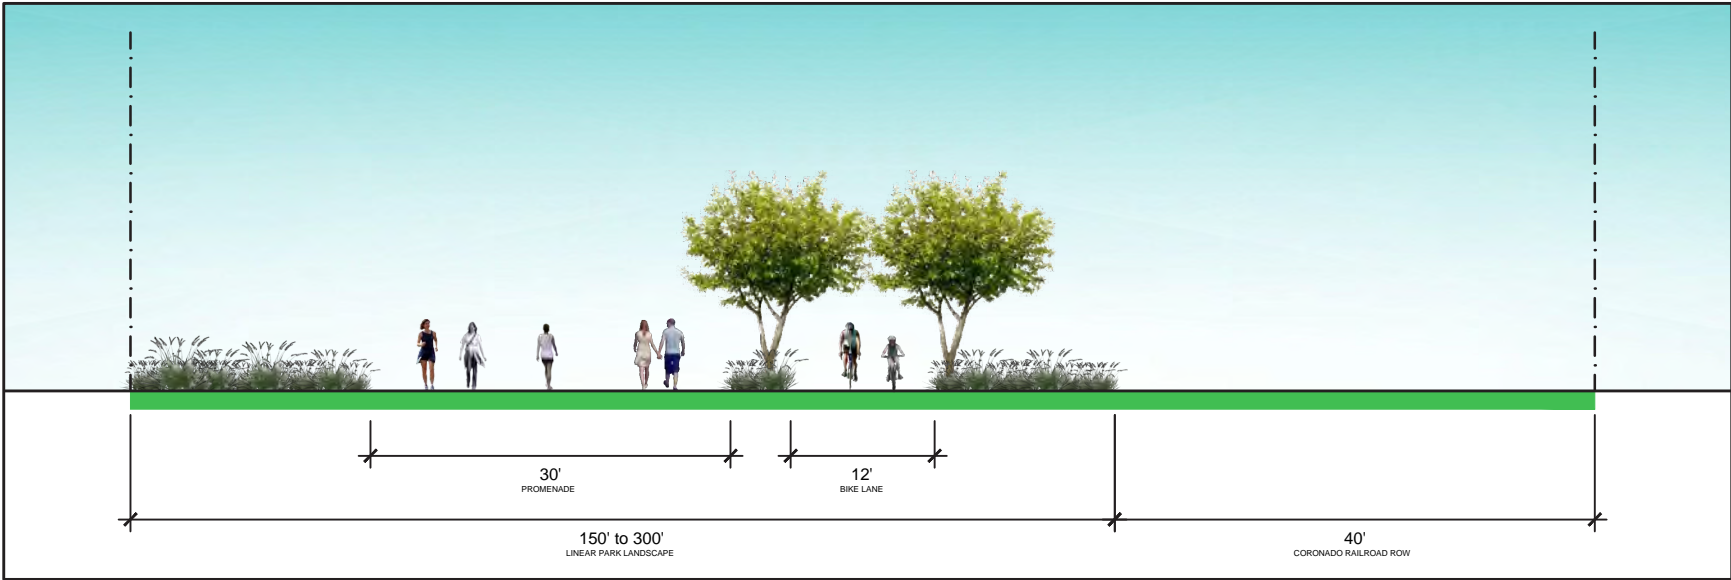 30'
PROMENADE
12'
BIKE LANE
150' to 300'
LINEAR PARK LANDSCAPE
40'
CORONADO RAILROAD ROW